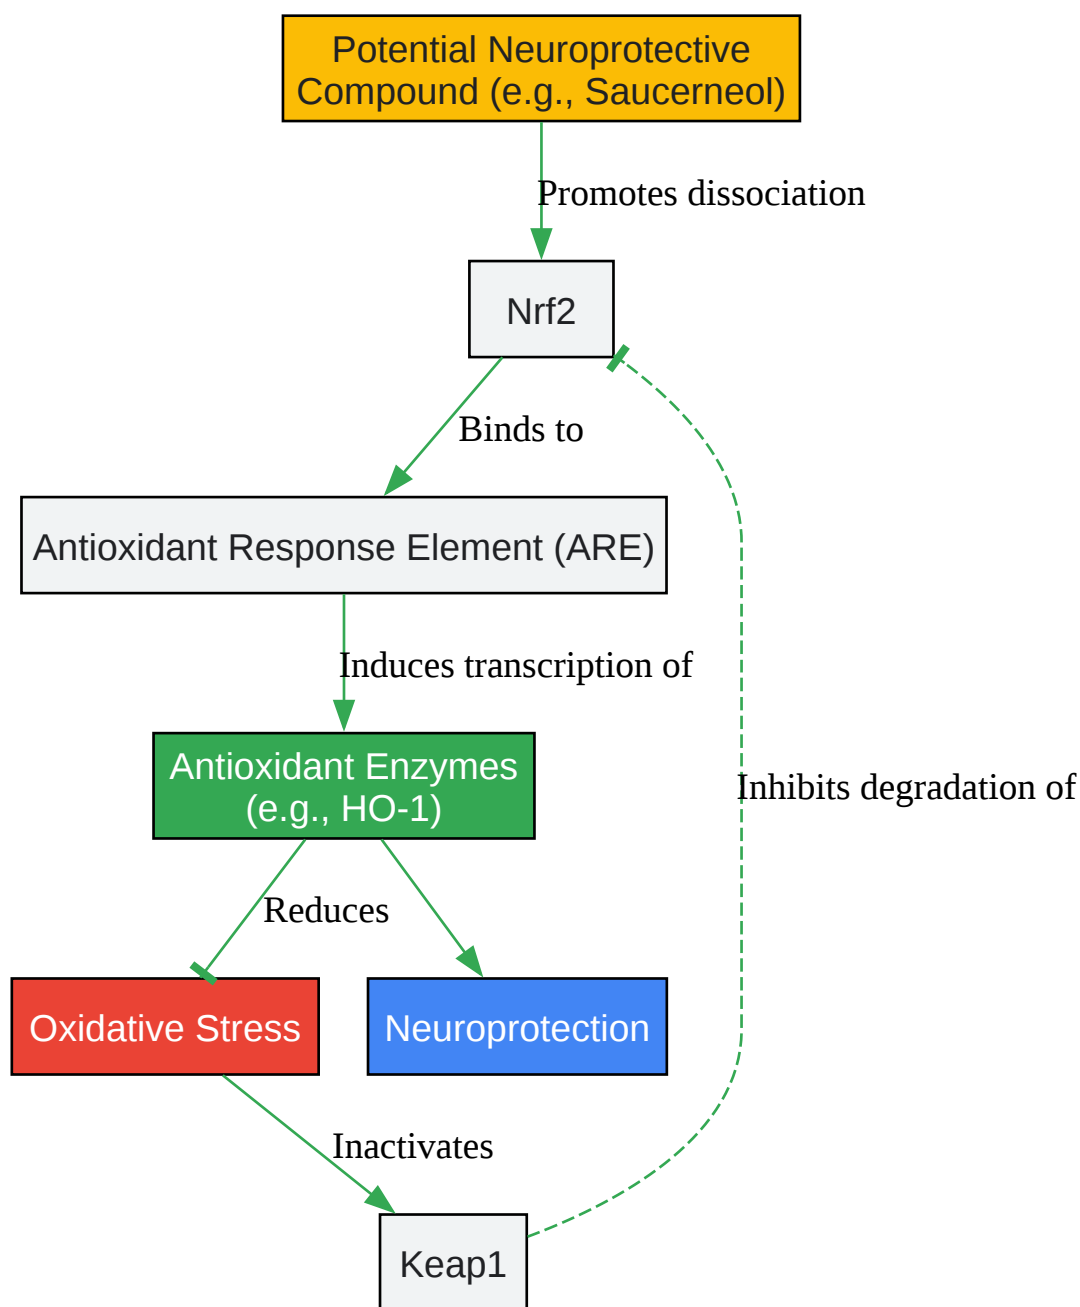 Potential Neuroprotective
Compound (e.g., Saucerneol)
Promotes dissociation
Nrf2
Binds to
Antioxidant Response Element (ARE)
Induces transcription of
Antioxidant Enzymes
(e.g., HO-1)
Inhibits degradation of
Reduces
Oxidative Stress
Neuroprotection
Inactivates
Keap1